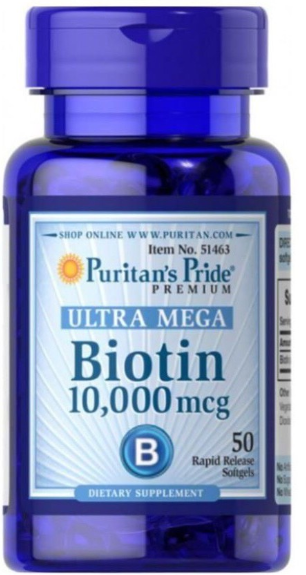 SHOP ONLINE WWW.PURITAN.COM
Item No. 51463
Puritan's Pride®
PREMIUM
ULTRA MEGA
Biotin
10,000 mcg
B
50
Rapid Release
Softgels
DIETARY SUPPLEMENT